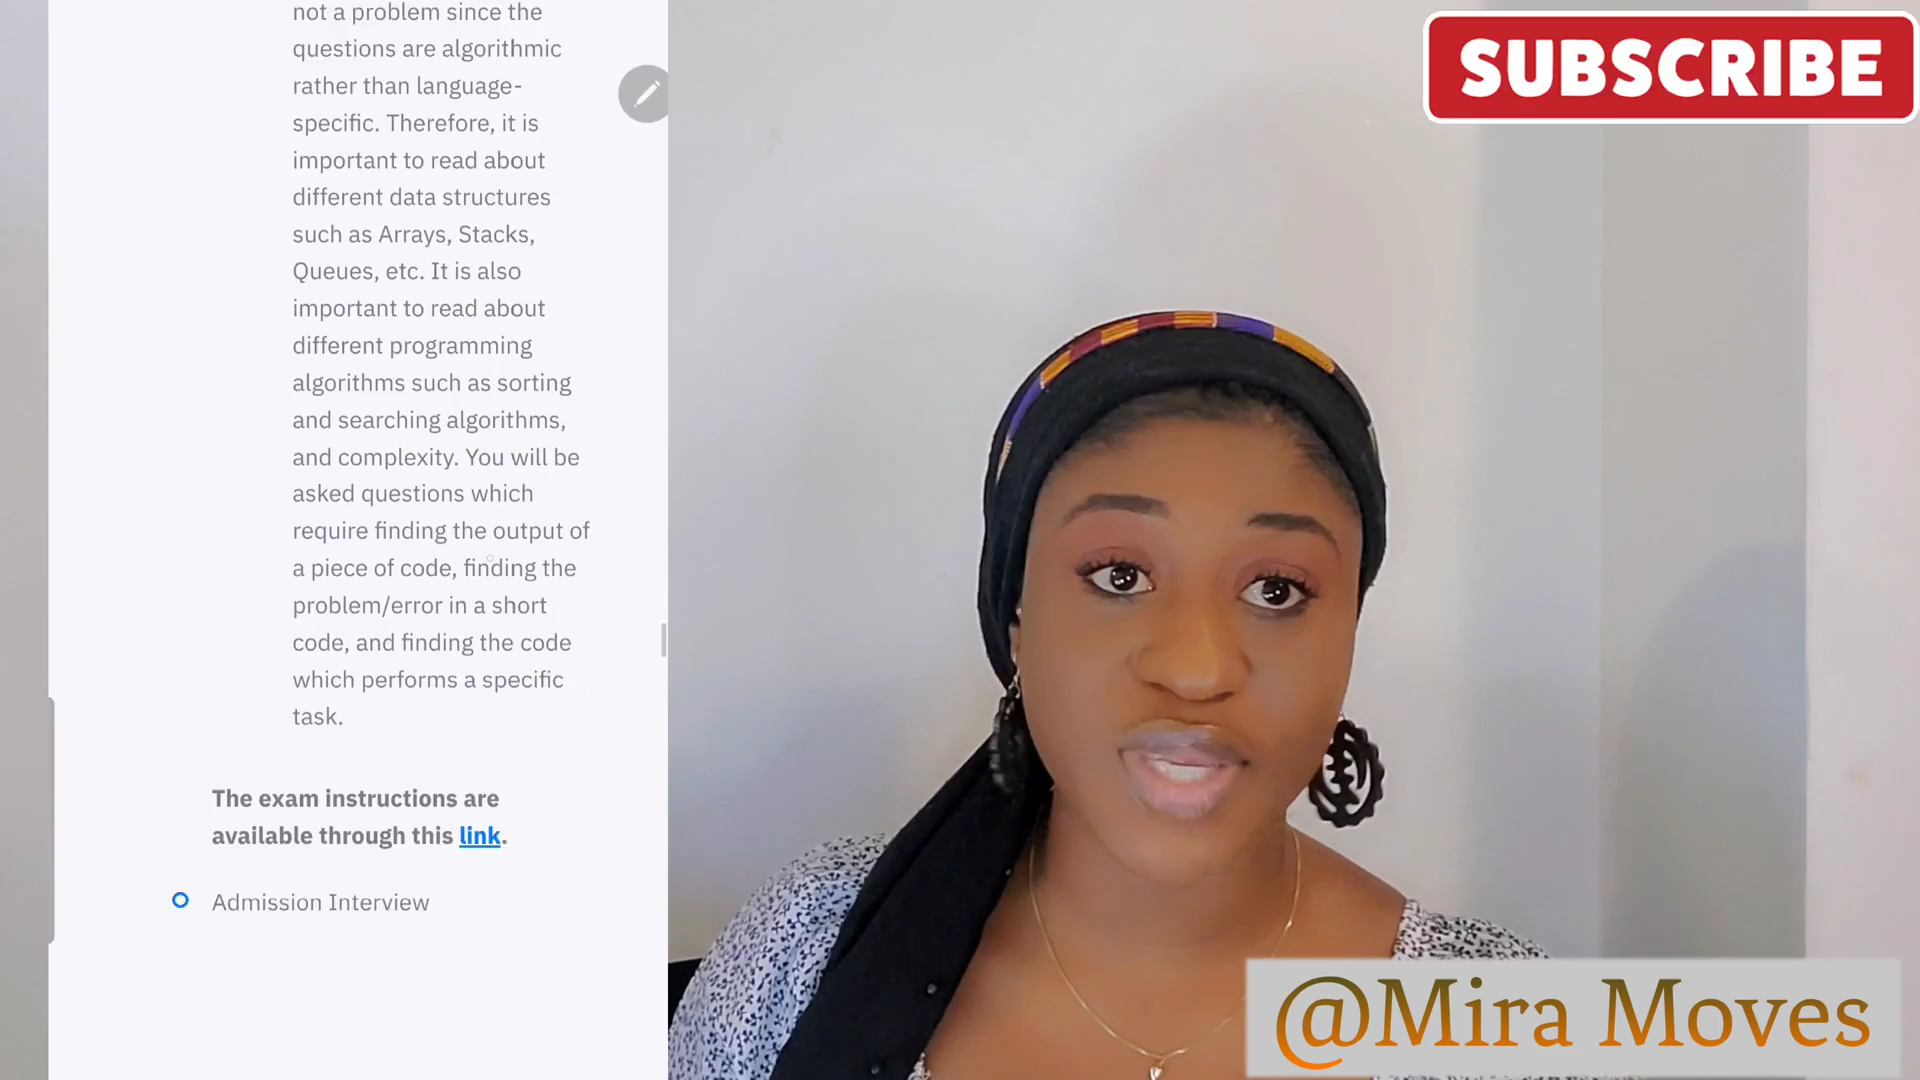 not a problem since the
questions are algorithmic
rather than language-
specific. Therefore, it is
important to read about
different data structures
such as Arrays, Stacks,
Queues, etc. It is also
important to read about
different programming
algorithms such as sorting
and searching algorithms,
and complexity. You will be
asked questions which
require finding the output of
a piece of code, finding the
problem/error in a short
code, and finding the code
which performs a specific
task.
The exam instructions are
available through this link.
Admission Interview
SUBSCRIBE
@Mira Moves